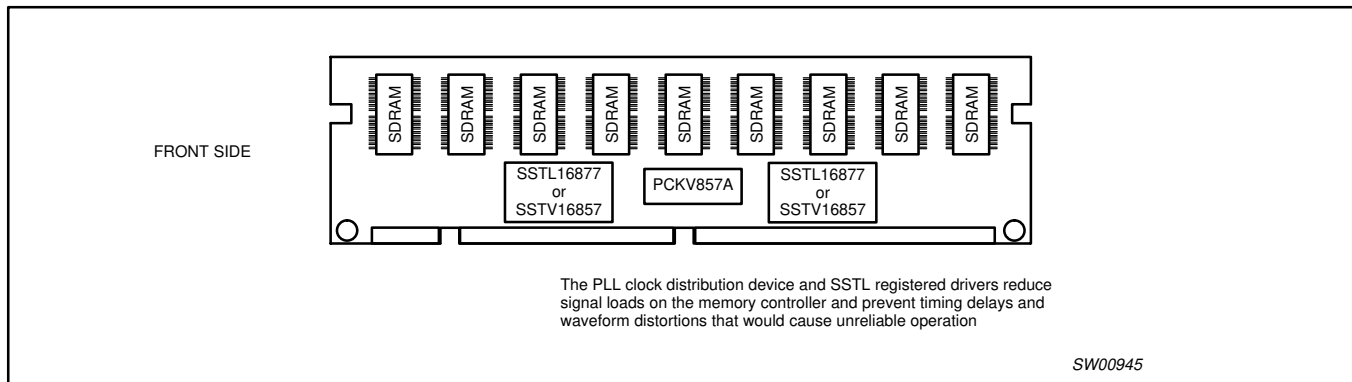 SDRAM
SDRAM
SDRAM
SDRAM
SDRAM
SDRAM
SDRAM
SDRAM
SDRAM
FRONT SIDE
SSTL16877
or
SSTV16857
PCKV857A
SSTL16877
or
SSTV16857
The PLL clock distribution device and SSTL registered drivers reduce
signal loads on the memory controller and prevent timing delays and
waveform distortions that would cause unreliable operation
SW00945